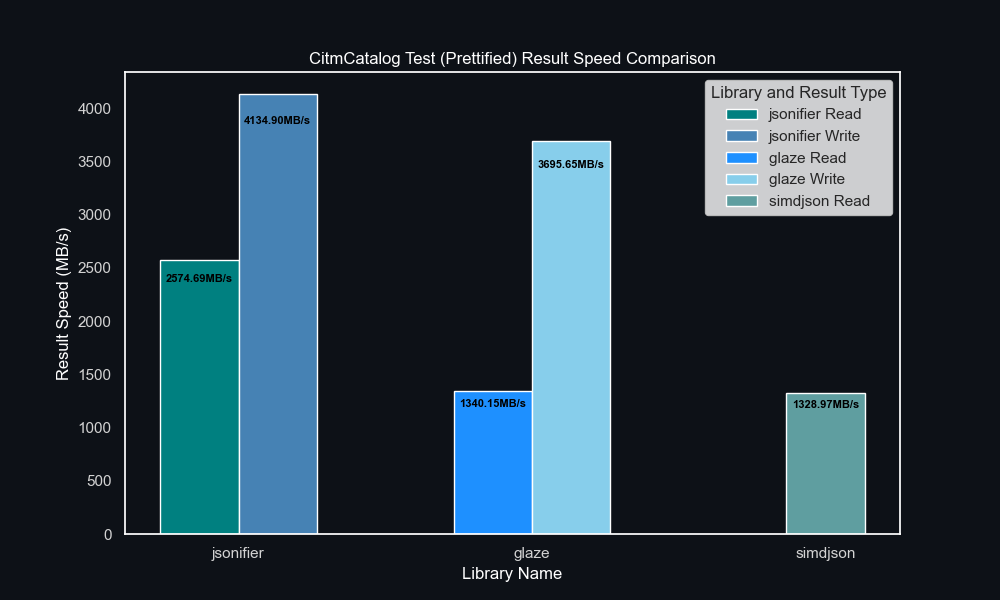 CitmCatalog Test (Prettified) Result Speed Comparison
Library and Result Type
jsonifier Read
jsonifier Write
glaze Read
glaze Write
simdjson Read
Result Speed (MB/s)
4000
3500
3000
2500
2000
1500
1000
500
0
2574.69MB/s
4134.90MB/s
1340.15MB/s
3695.65MB/s
1328.97MB/s
jsonifier
glaze
simdjson
Library Name